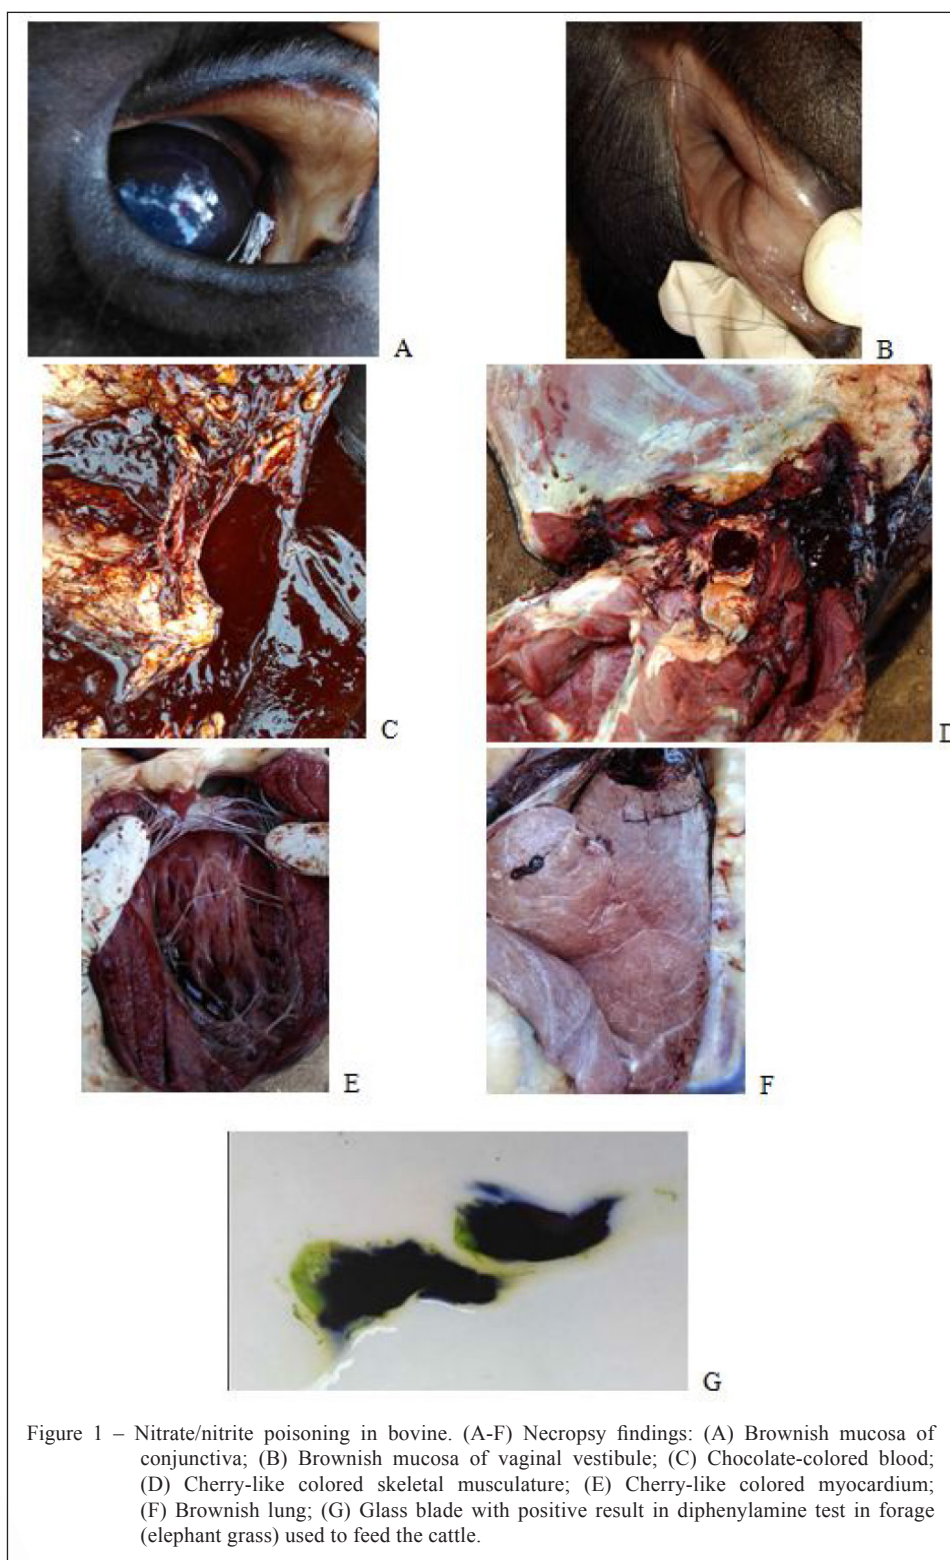 A
B
C
D
E
F
G
Figure 1 – Nitrate/nitrite poisoning in bovine. (A-F) Necropsy findings: (A) Brownish mucosa of
conjunctiva; (B) Brownish mucosa of vaginal vestibule; (C) Chocolate-colored blood;
(D) Cherry-like colored skeletal musculature; (E) Cherry-like colored myocardium;
(F) Brownish lung; (G) Glass blade with positive result in diphenylamine test in forage
(elephant grass) used to feed the cattle.